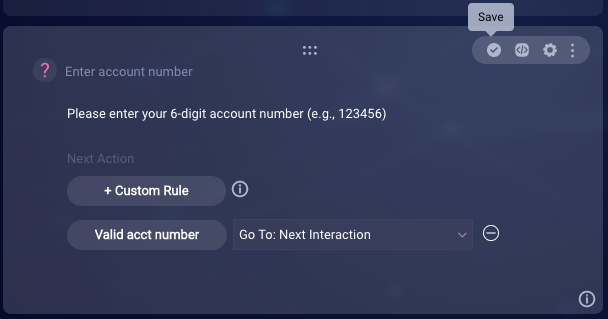 Save
Enter account number
Please enter your 6-digit account number (e.g., 123456)
Next Action
+ Custom Rule
Valid acct number
Go To: Next Interaction